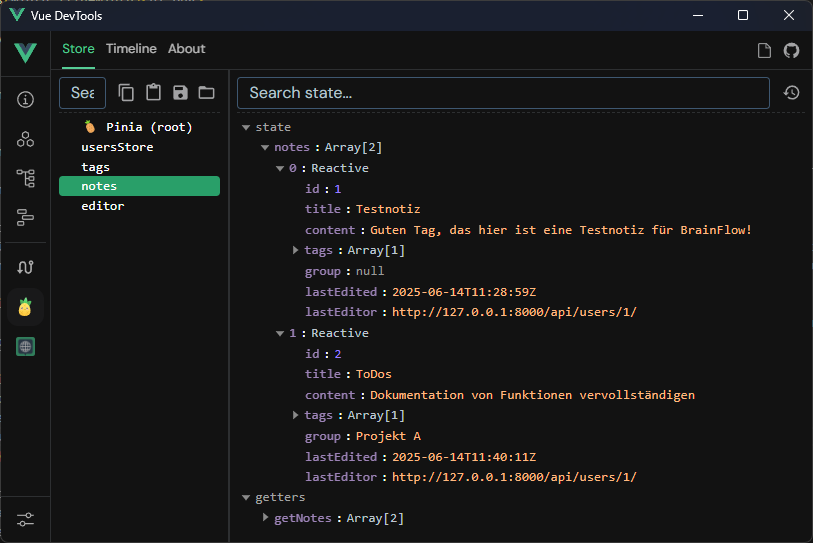 Vue DevTools
Store Timeline About
Sea
Search state...
Pinia (root)
usersStore
tags
notes
editor
state
notes : Array[2]
0 : Reactive
id : 1
title : Testnotiz
content : Guten Tag, das hier ist eine Testnotiz für BrainFlow!
tags : Array[1]
group : null
lastEdited : 2025-06-14T11:28:59Z
lastEditor : http://127.0.0.1:8000/api/users/1/
1 : Reactive
id : 2
title : ToDos
content : Dokumentation von Funktionen vervollständigen
tags : Array[1]
group : Projekt A
lastEdited : 2025-06-14T11:40:11Z
lastEditor : http://127.0.0.1:8000/api/users/1/
getters
getNotes : Array[2]